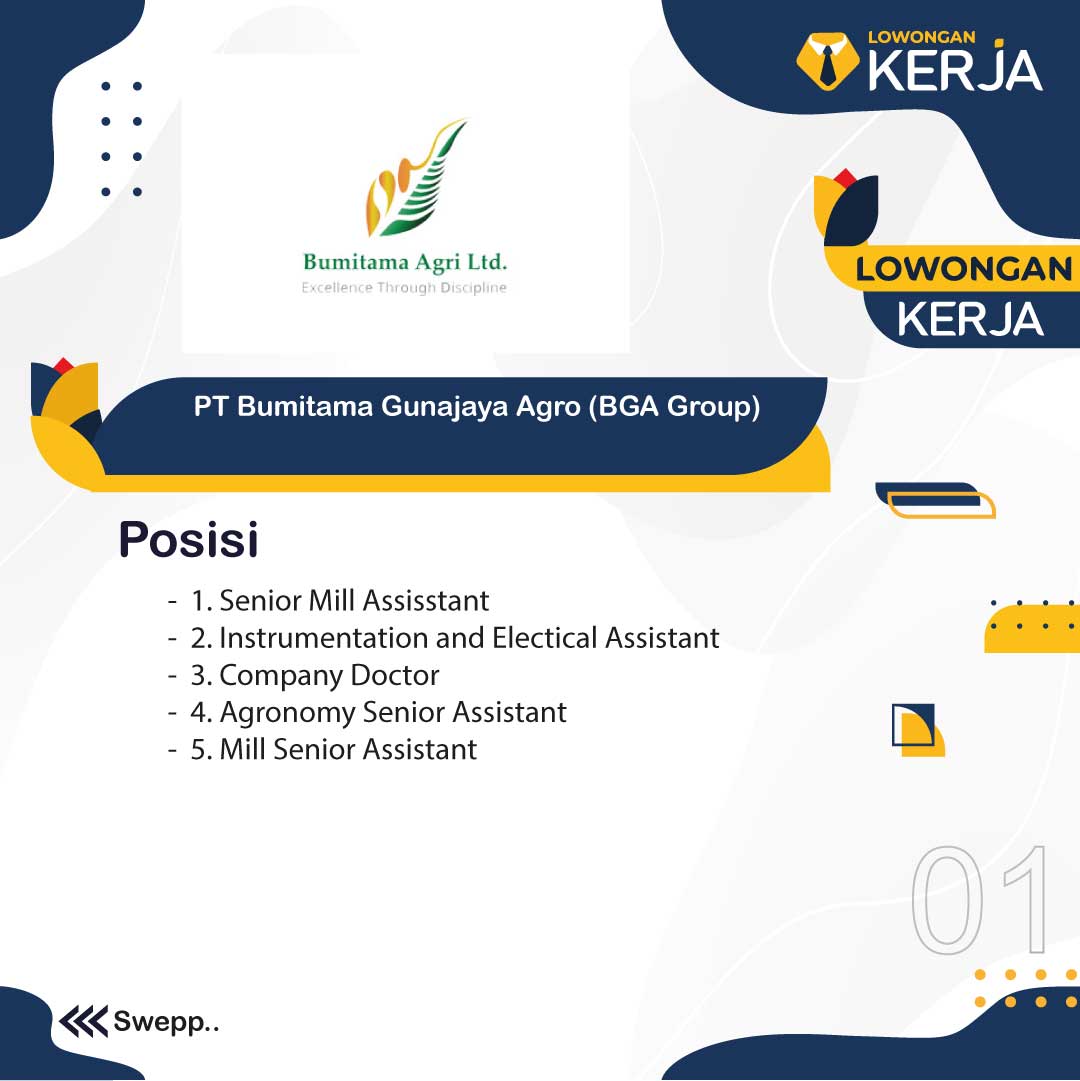 LOWONGAN
KERJA
Bumitama Agri Ltd.
Excellence Through Discipline
LOWONGAN
KERJA
PT Bumitama Gunajaya Agro (BGA Group)
Posisi
- 1. Senior Mill Assisstant
- 2. Instrumentation and Electical Assistant
- 3. Company Doctor
- 4. Agronomy Senior Assistant
- 5. Mill Senior Assistant
01
Swepp..